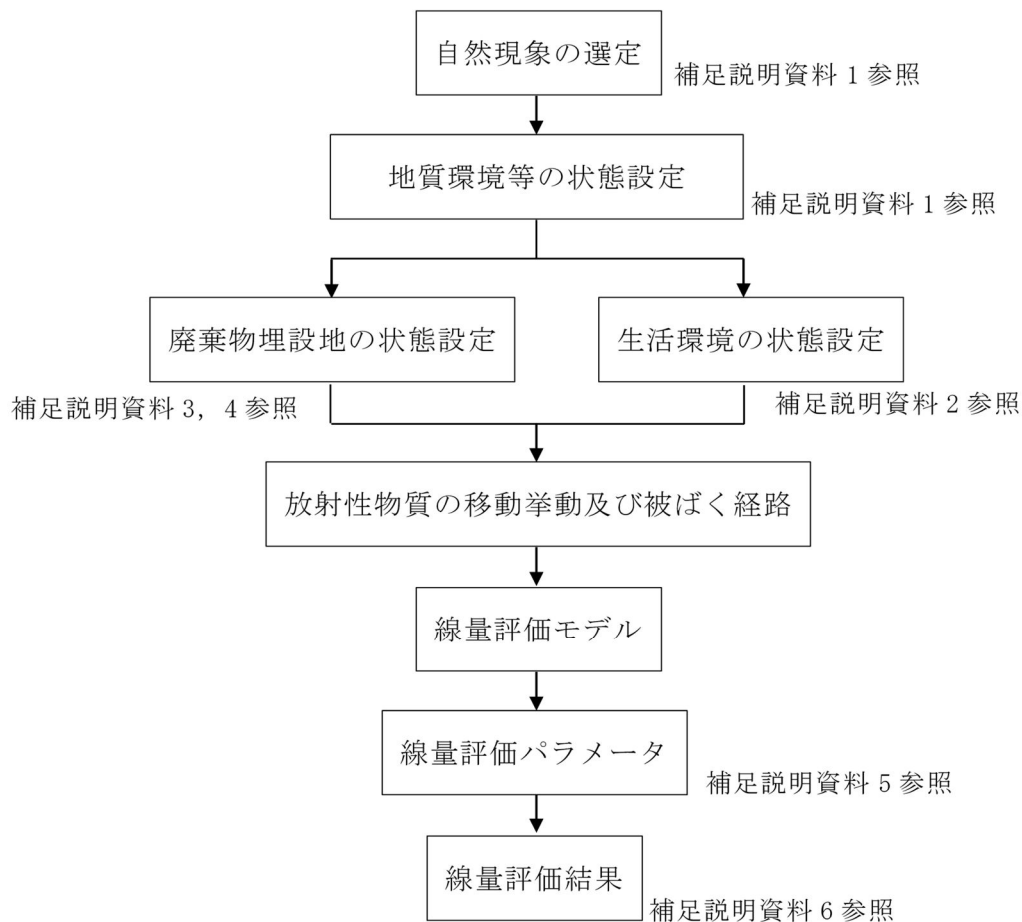 自然現象の選定
補足説明資料1参照
地質環境等の状態設定
補足説明資料1参照
廃棄物埋設地の状態設定
生活環境の状態設定
補足説明資料3，4参照
補足説明資料2参照
放射性物質の移動挙動及び被ばく経路
線量評価モデル
線量評価パラメータ
補足説明資料5参照
線量評価結果
補足説明資料6参照